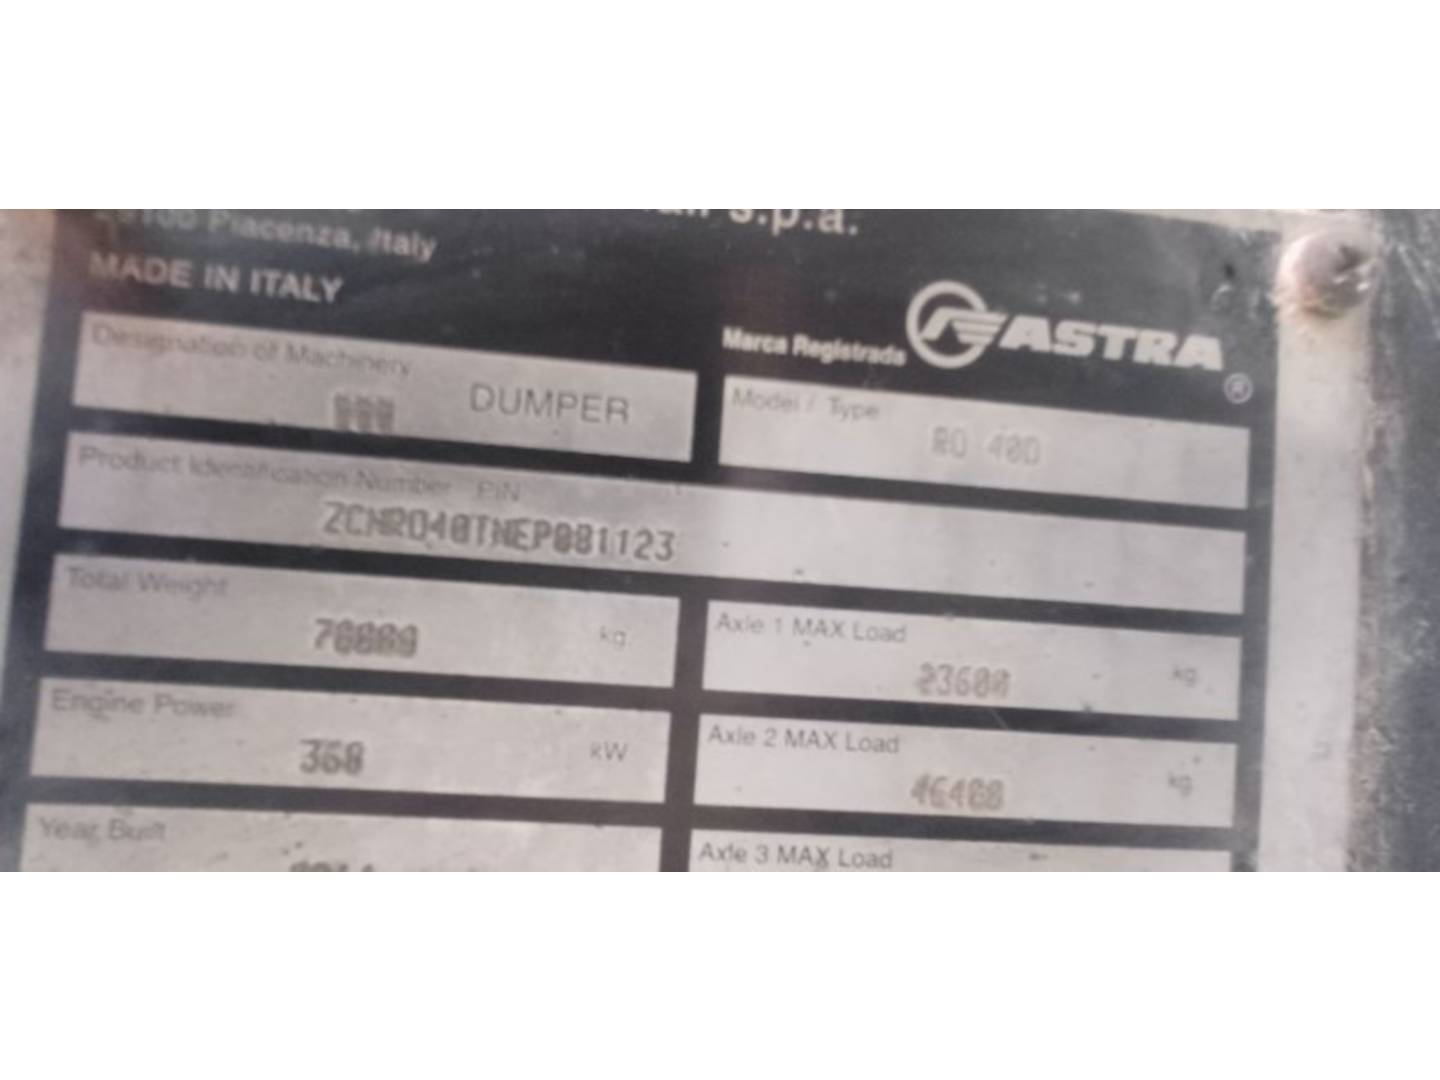 s.p.a.
Piacenza, Italy
MADE IN ITALY
ASTRA
Marca Registrada
®
Designation of Machinery
DUMPER
Model / Type
RD 40D
Product Identification Number PIN
ZCNRD40TNEP081123
Total Weight
70000 kg
Axle 1 MAX Load
23600 kg
Engine Power
360 kW
Axle 2 MAX Load
46400 kg
Year Built
Axle 3 MAX Load